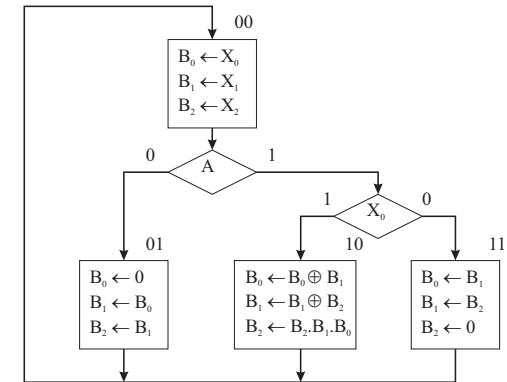 00
B₀ ← X₀
B₁ ← X₁
B₂ ← X₂
0
A
1
1
X₀
0
01
10
11
B₀ ← 0
B₁ ← B₀
B₂ ← B₁
B₀ ← B₀ ⊕ B₁
B₁ ← B₁ ⊕ B₂
B₂ ← B₂.B₁.B₀
B₀ ← B₁
B₁ ← B₂
B₂ ← 0